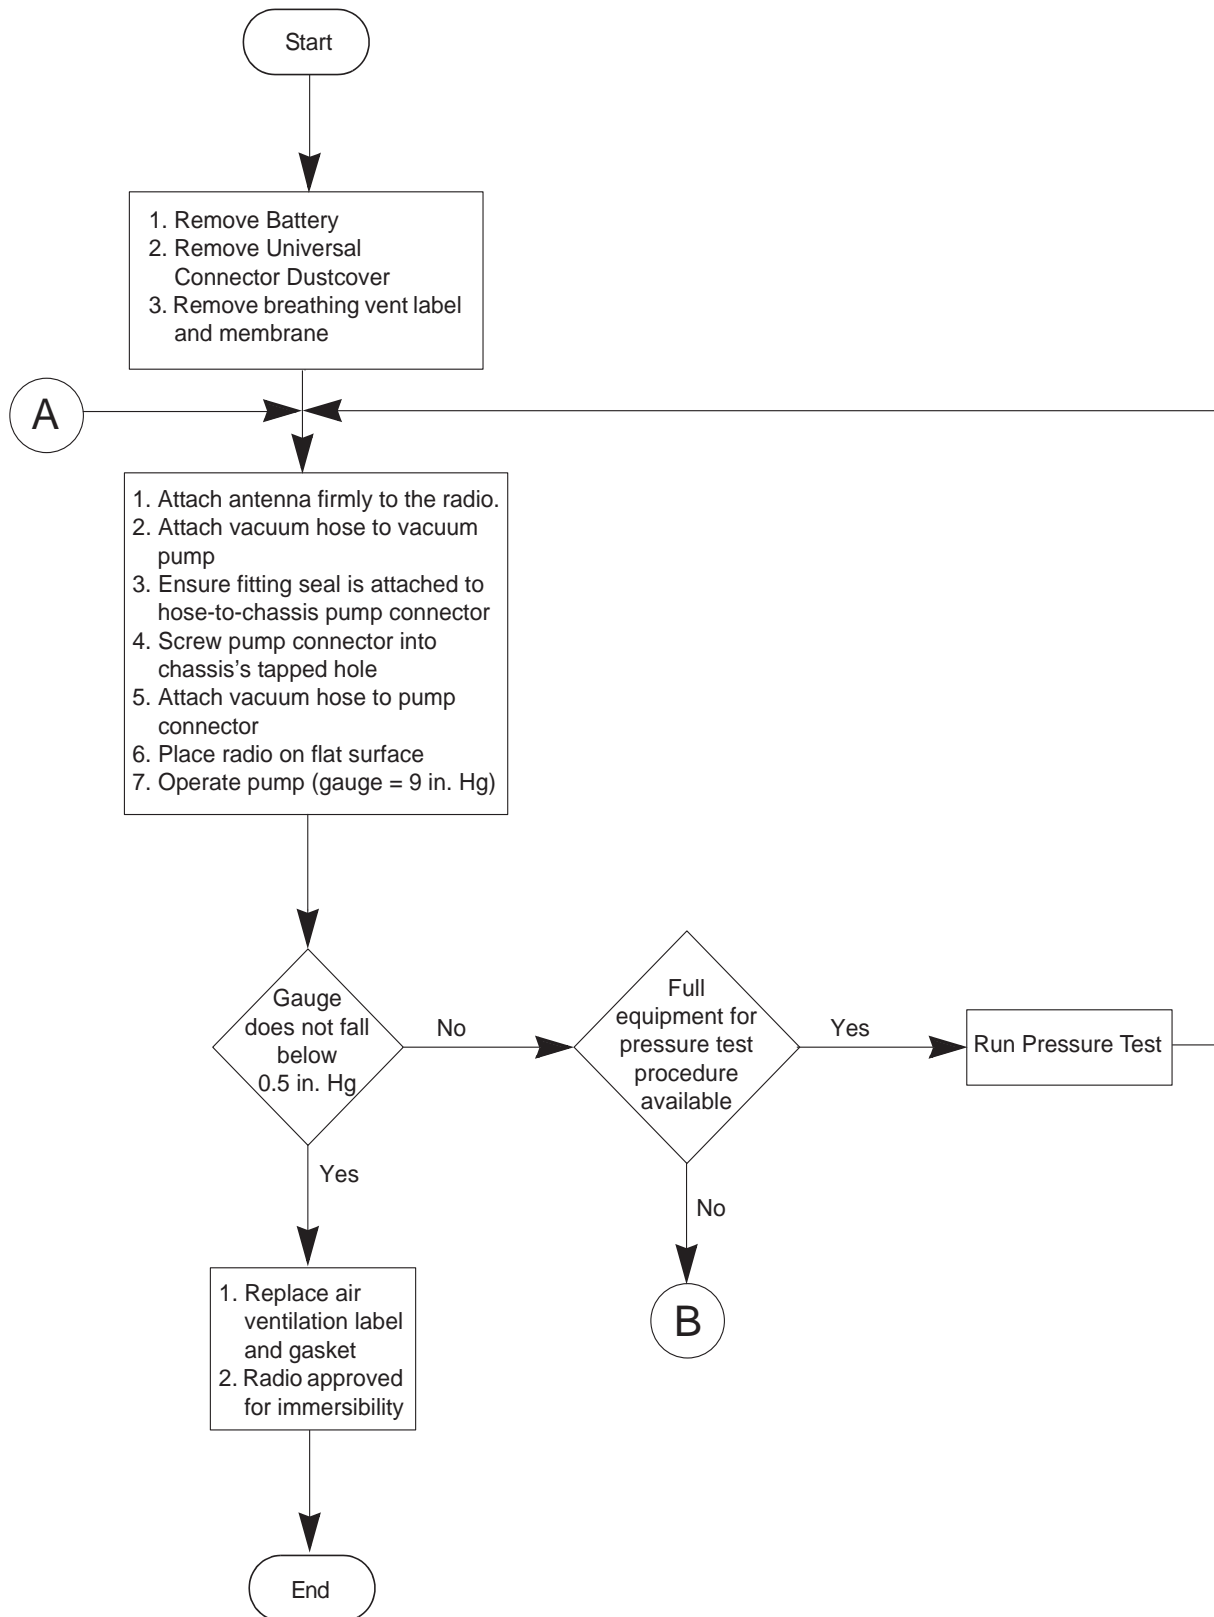 Start
1. Remove Battery
2. Remove Universal
Connector Dustcover
3. Remove breathing vent label
and membrane
A
1. Attach antenna firmly to the radio.
2. Attach vacuum hose to vacuum
pump
3. Ensure fitting seal is attached to
hose-to-chassis pump connector
4. Screw pump connector into
chassis’s tapped hole
5. Attach vacuum hose to pump
connector
6. Place radio on flat surface
7. Operate pump (gauge = 9 in. Hg)
Gauge
does not fall
below
0.5 in. Hg
No
Full
equipment for
pressure test
procedure
available
Yes
Run Pressure Test
Yes
No
1. Replace air
ventilation label
and gasket
2. Radio approved
for immersibility
B
End